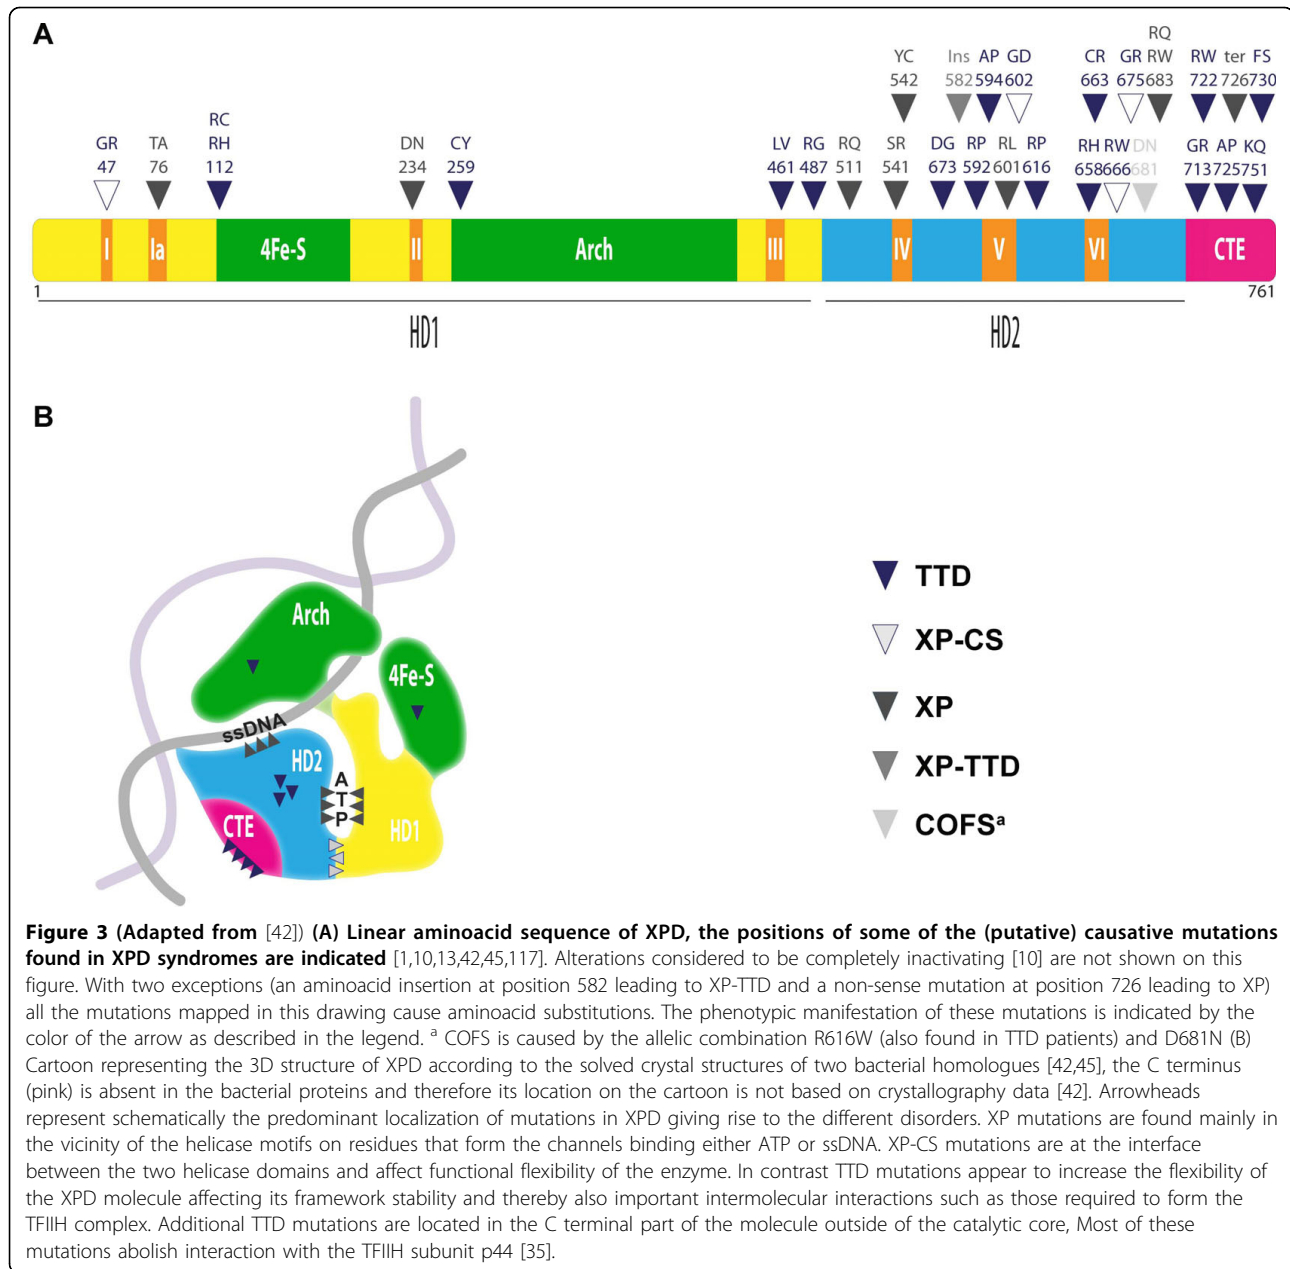 A
RQ
YC Ins AP GD CR GR RW RW ter FS
542 582 594 602 663 675 683 722 726 730
RC
GR TA RH DN CY LV RG RQ SR DG RP RL RP RH RW DN GR AP KQ
47 76 112 234 259 461 487 511 541 673 592 601 616 658 666 681 713 725 751
I Ia 4Fe-S II Arch III IV V VI CTE
1 761
HD1 HD2
B
Arch
4Fe-S
ssDNA
HD2
A
T
P
CTE
HD1
TTD
XP-CS
XP
XP-TTD
COFSᵃ
Figure 3 (Adapted from [42]) (A) Linear aminoacid sequence of XPD, the positions of some of the (putative) causative mutations
found in XPD syndromes are indicated [1,10,13,42,45,117]. Alterations considered to be completely inactivating [10] are not shown on this
figure. With two exceptions (an aminoacid insertion at position 582 leading to XP-TTD and a non-sense mutation at position 726 leading to XP)
all the mutations mapped in this drawing cause aminoacid substitutions. The phenotypic manifestation of these mutations is indicated by the
color of the arrow as described in the legend. ᵃ COFS is caused by the allelic combination R616W (also found in TTD patients) and D681N (B)
Cartoon representing the 3D structure of XPD according to the solved crystal structures of two bacterial homologues [42,45], the C terminus
(pink) is absent in the bacterial proteins and therefore its location on the cartoon is not based on crystallography data [42]. Arrowheads
represent schematically the predominant localization of mutations in XPD giving rise to the different disorders. XP mutations are found mainly in
the vicinity of the helicase motifs on residues that form the channels binding either ATP or ssDNA. XP-CS mutations are at the interface
between the two helicase domains and affect functional flexibility of the enzyme. In contrast TTD mutations appear to increase the flexibility of
the XPD molecule affecting its framework stability and thereby also important intermolecular interactions such as those required to form the
TFIIH complex. Additional TTD mutations are located in the C terminal part of the molecule outside of the catalytic core, Most of these
mutations abolish interaction with the TFIIH subunit p44 [35].